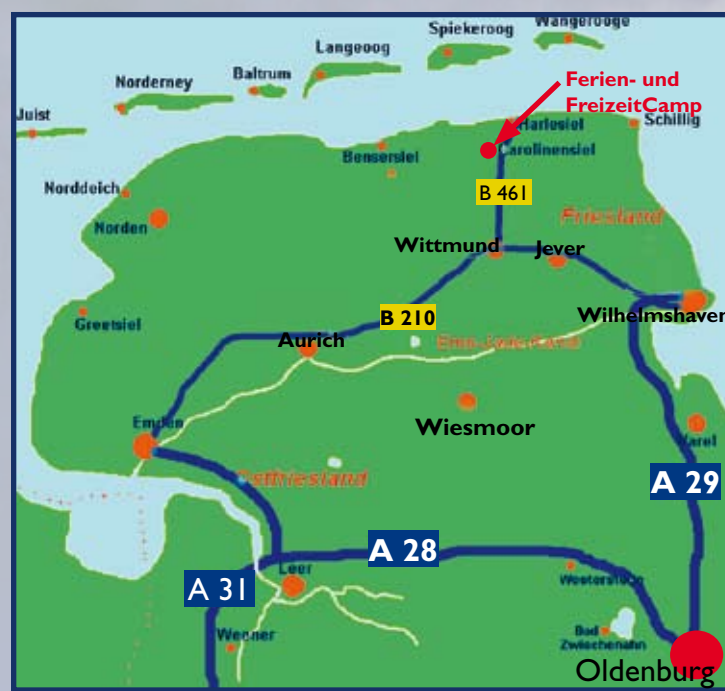 Wangerooge
Spiekeroog
Langeoog
Baltrum
Norderney
Juist
Ferien- und
FreizeitCamp
Harlesiel
Schillig
Carolinensiel
Bensersiel
Norddeich
B 461
Norden
Friesland
Wittmund
Jever
Wilhelmshaven
Greetsiel
B 210
Aurich
Ems-Jade-Kanal
Wiesmoor
Emden
Varel
Ostfriesland
A 29
A 28
Leer
A 31
Westerstede
Weener
Bad
Zwischenahn
Oldenburg